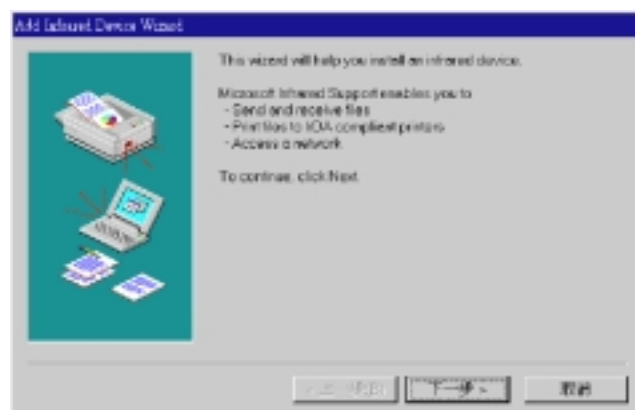 Add Infrared Device Wizard
This wizard will help you install an infrared device.
Microsoft Infrared Support enables you to
- Send and receive files
- Print files to IrDA compliant printers
- Access a network
To continue, click Next
下一步 >
取消